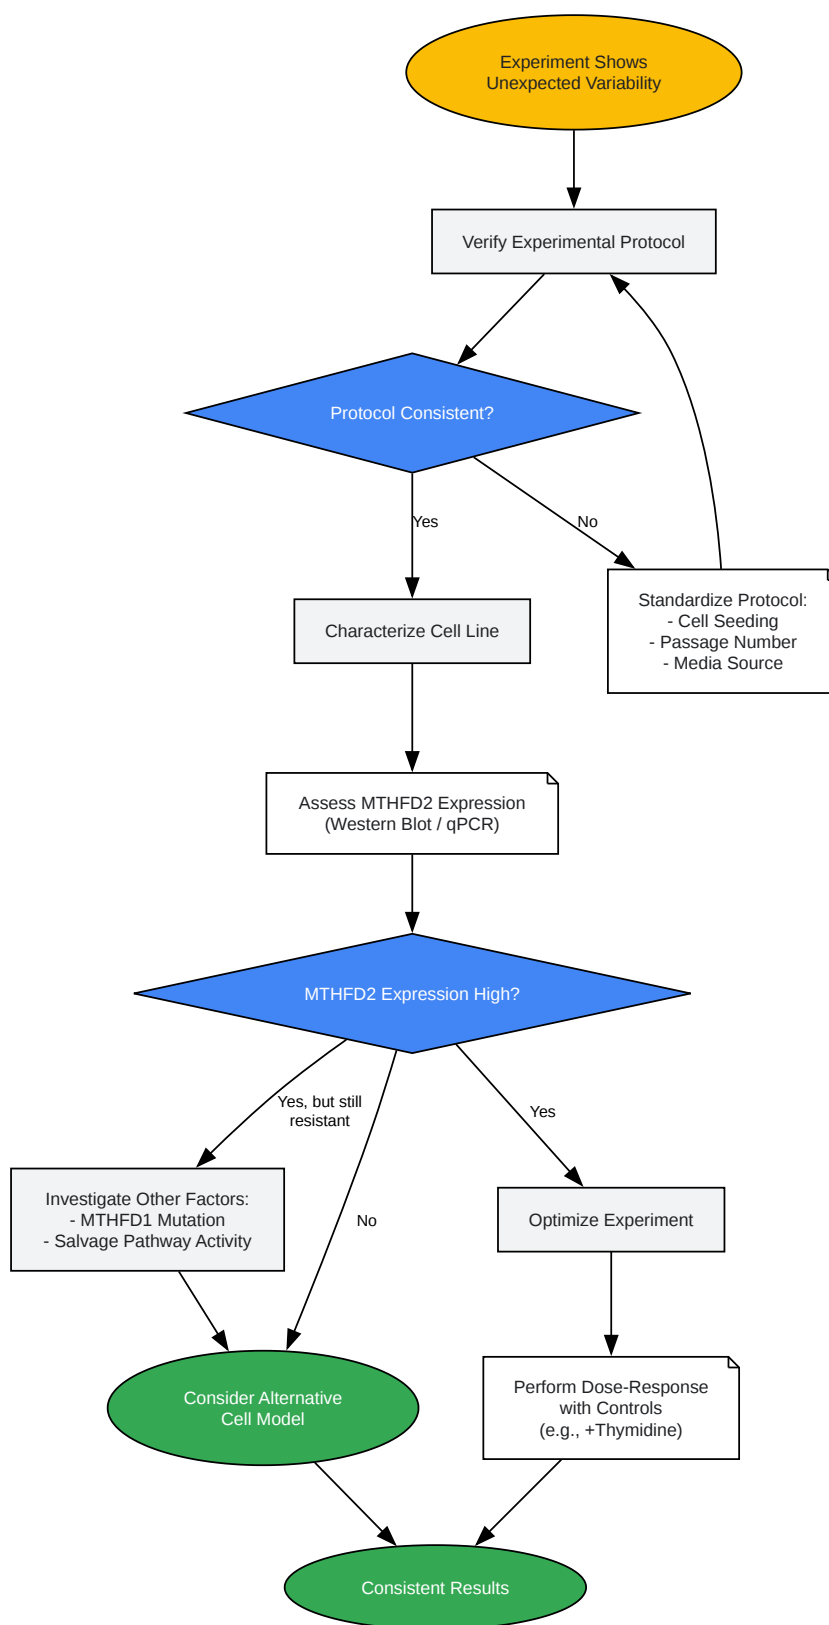 Experiment Shows
Unexpected Variability
Verify Experimental Protocol
Protocol Consistent?
Yes
No
Standardize Protocol:
- Cell Seeding
- Passage Number
- Media Source
Characterize Cell Line
Assess MTHFD2 Expression
(Western Blot / qPCR)
MTHFD2 Expression High?
Yes, but still
resistant
Yes
No
Investigate Other Factors:
- MTHFD1 Mutation
- Salvage Pathway Activity
Optimize Experiment
Consider Alternative
Cell Model
Perform Dose-Response
with Controls
(e.g., +Thymidine)
Consistent Results